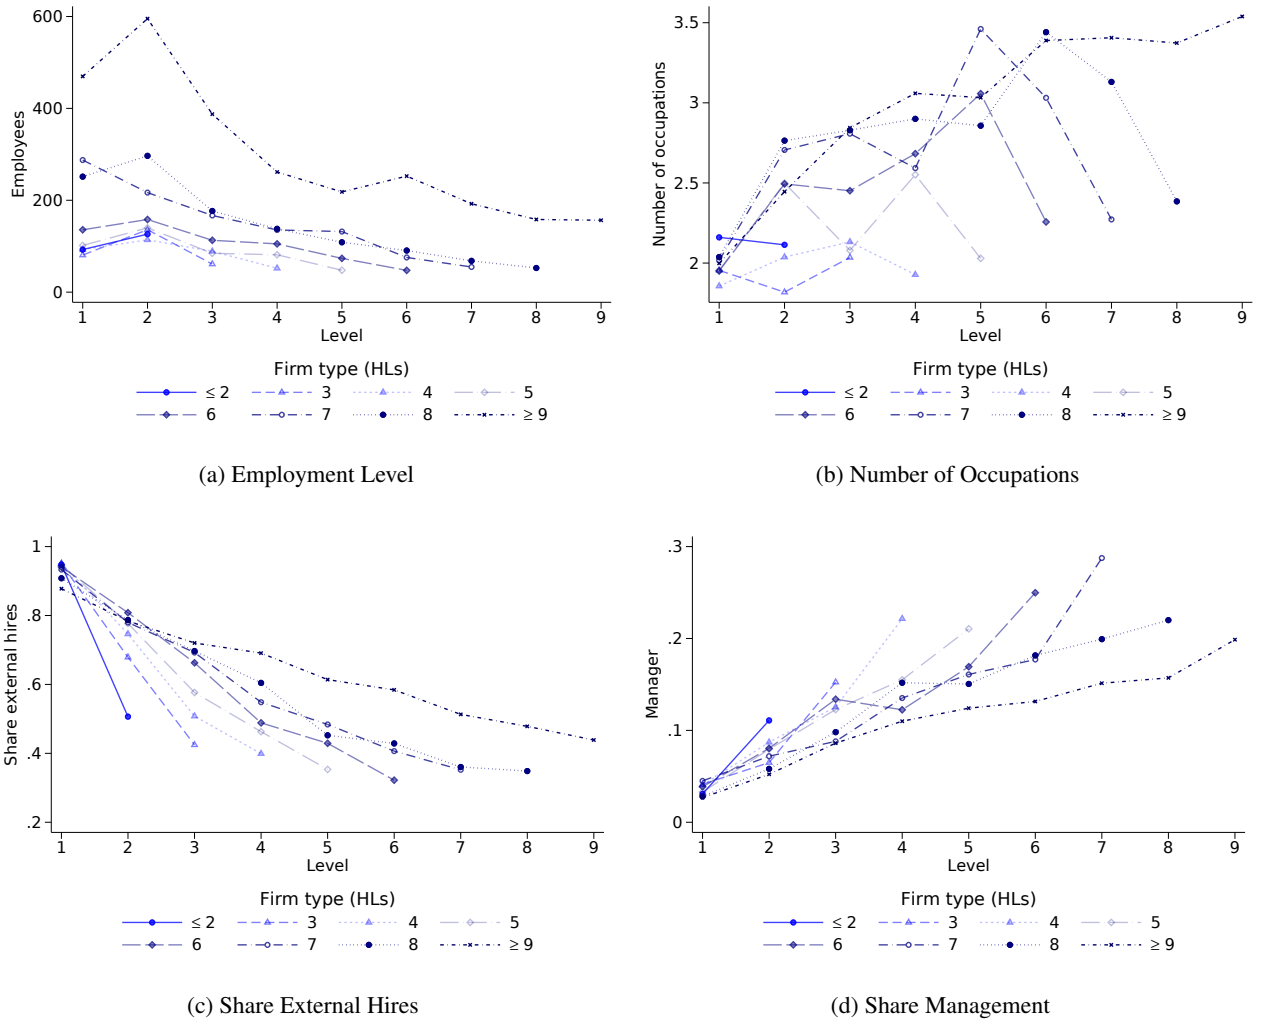 600
400
200
0
Employees
1 2 3 4 5 6 7 8 9
Level
Firm type (HLs)
≤ 2 3 4 5
6 7 8 ≥ 9
(a) Employment Level
3.5
3
2.5
2
Number of occupations
1 2 3 4 5 6 7 8 9
Level
Firm type (HLs)
≤ 2 3 4 5
6 7 8 ≥ 9
(b) Number of Occupations
1
.8
.6
.4
.2
Share external hires
1 2 3 4 5 6 7 8 9
Level
Firm type (HLs)
≤ 2 3 4 5
6 7 8 ≥ 9
(c) Share External Hires
.3
.2
.1
0
Manager
1 2 3 4 5 6 7 8 9
Level
Firm type (HLs)
≤ 2 3 4 5
6 7 8 ≥ 9
(d) Share Management